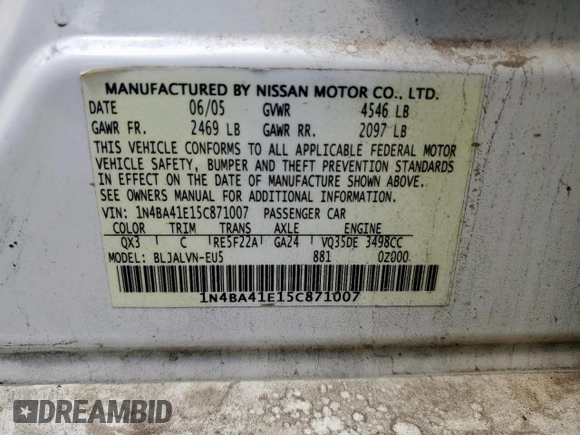 MANUFACTURED BY NISSAN MOTOR CO., LTD.
DATE 06/05 GVWR 4546 LB
GAWR FR. 2469 LB GAWR RR. 2097 LB
THIS VEHICLE CONFORMS TO ALL APPLICABLE FEDERAL MOTOR
VEHICLE SAFETY, BUMPER AND THEFT PREVENTION STANDARDS
IN EFFECT ON THE DATE OF MANUFACTURE SHOWN ABOVE.
SEE OWNERS MANUAL FOR ADDITIONAL INFORMATION.
VIN: 1N4BA41E15C871007 PASSENGER CAR
COLOR TRIM TRANS AXLE ENGINE
QX3 C RE5F22A GA24 VQ35DE 3498CC
MODEL: BLJALVN-EU5 881 0Z000
1N4BA41E15C871007
DREAMBID